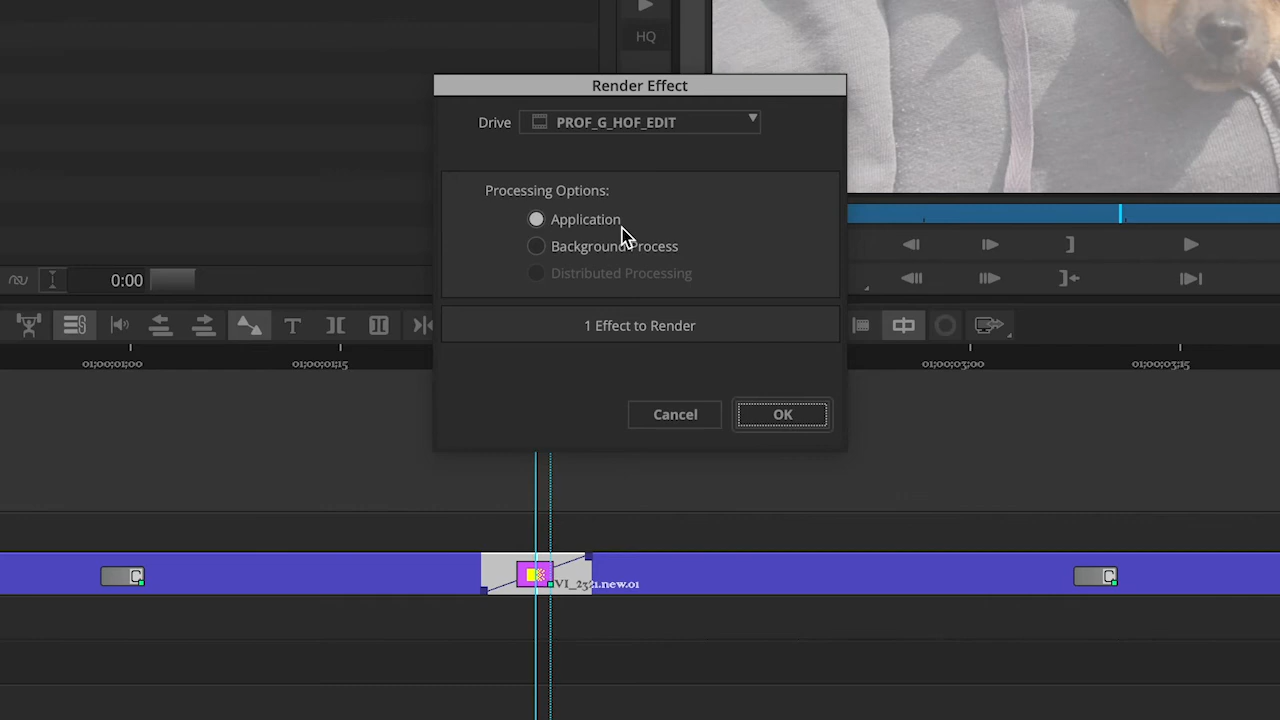 HQ
Render Effect
Drive PROF_G_HOF_EDIT
Processing Options:
Application
Background Process
Distributed Processing
0:00
1 Effect to Render
01;00;01;00 01;00;01;15 01;00;03;00 01;00;03;15
Cancel OK